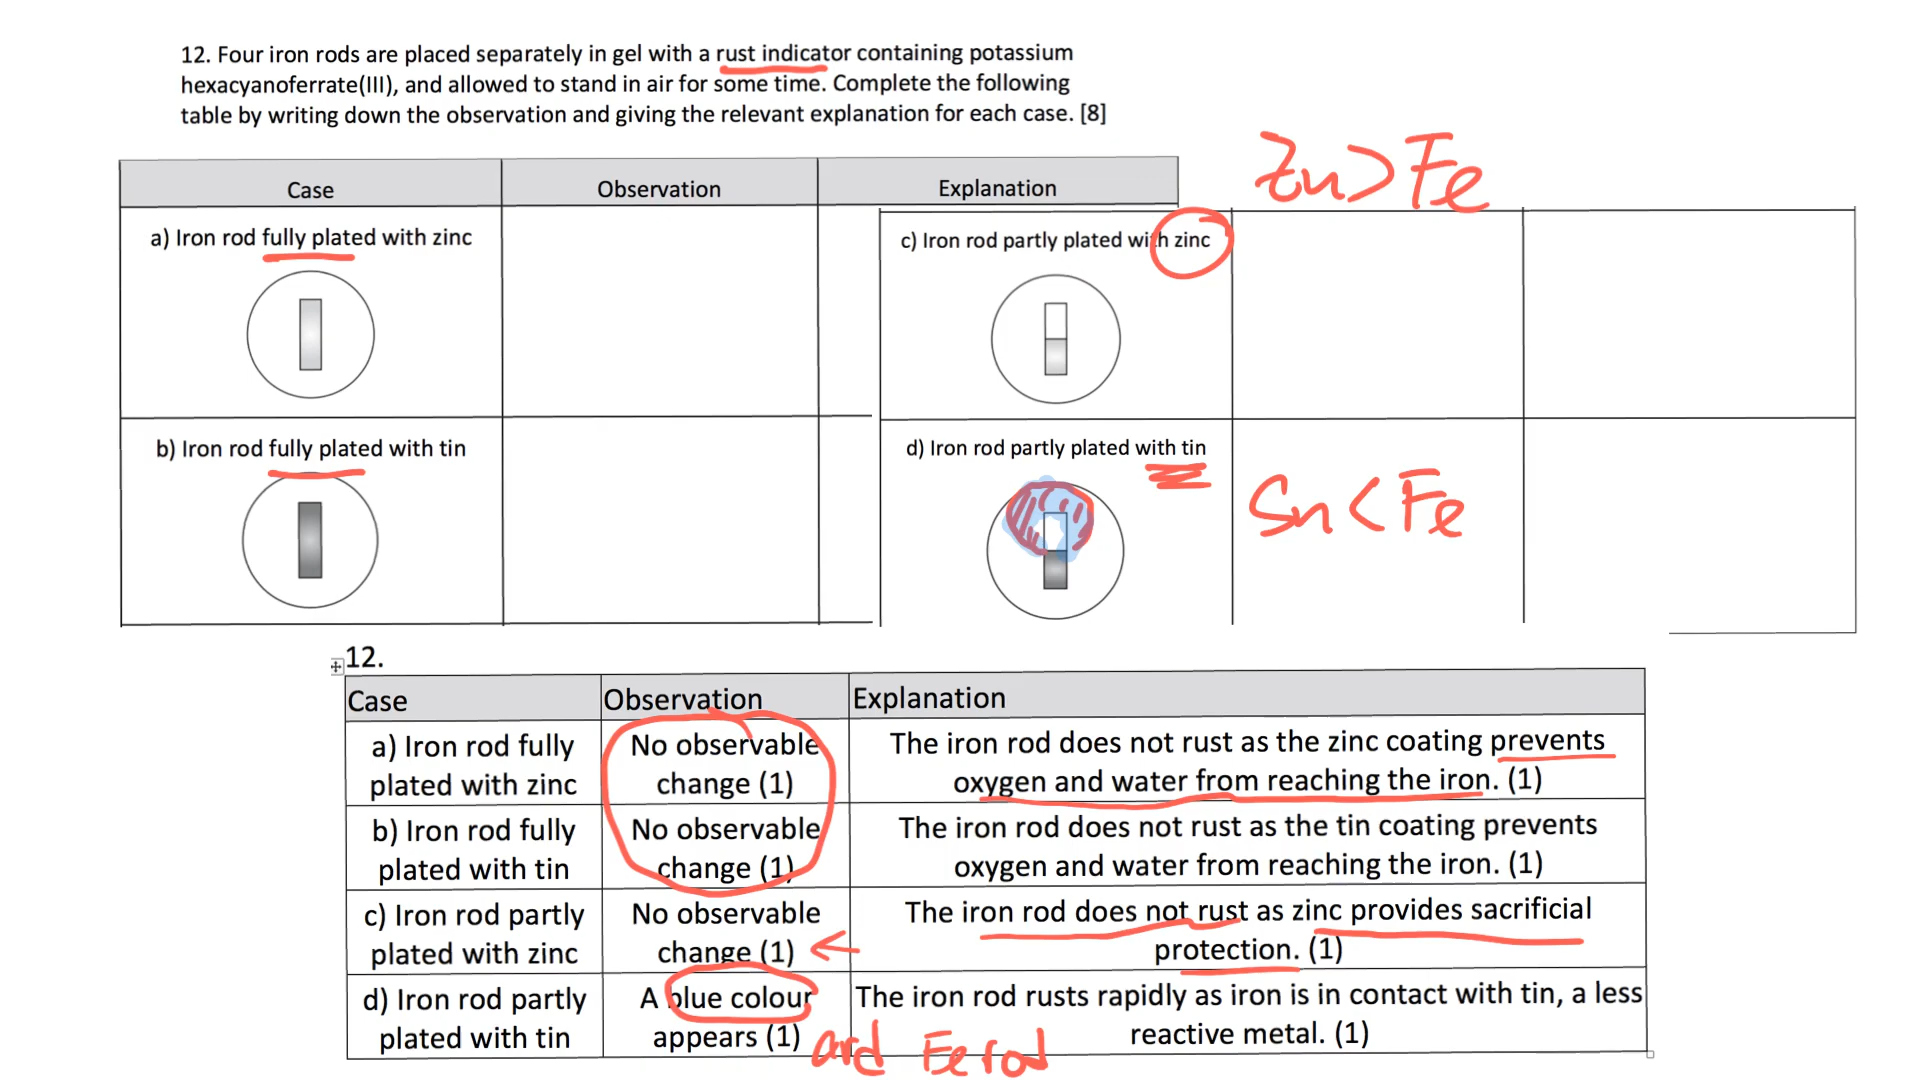 12. Four iron rods are placed separately in gel with a rust indicator containing potassium
hexacyanoferrate(III), and allowed to stand in air for some time. Complete the following
table by writing down the observation and giving the relevant explanation for each case. [8]
Case Observation Explanation
Zn > Fe
a) Iron rod fully plated with zinc
c) Iron rod partly plated with zinc
b) Iron rod fully plated with tin
d) Iron rod partly plated with tin
Sn < Fe
12.
Case Observation Explanation
a) Iron rod fully
plated with zinc
No observable
change (1)
The iron rod does not rust as the zinc coating prevents
oxygen and water from reaching the iron. (1)
b) Iron rod fully
plated with tin
No observable
change (1)
The iron rod does not rust as the tin coating prevents
oxygen and water from reaching the iron. (1)
c) Iron rod partly
plated with zinc
No observable
change (1)
The iron rod does not rust as zinc provides sacrificial
protection. (1)
d) Iron rod partly
plated with tin
A blue colour
appears (1)
The iron rod rusts rapidly as iron is in contact with tin, a less
reactive metal. (1)
ard Fe rod